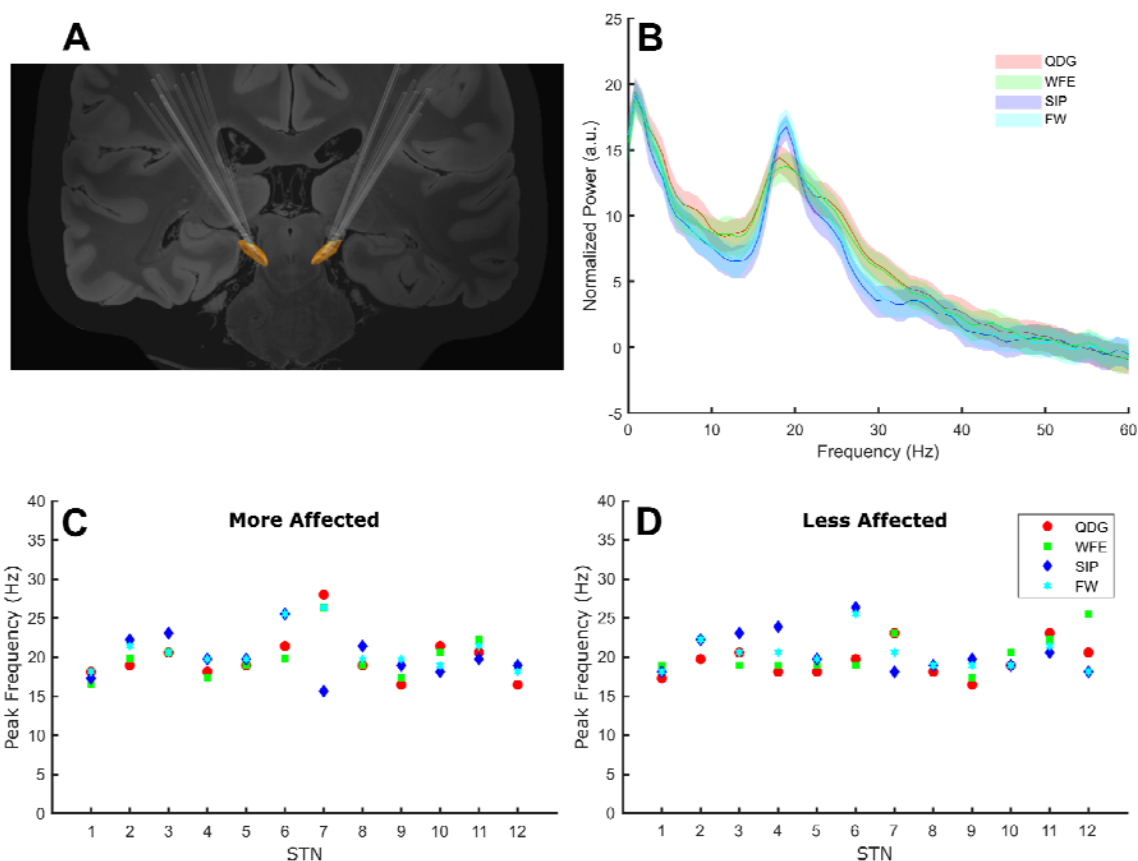 A
B
25
20
15
10
5
0
-5
Normalized Power (a.u.)
0 10 20 30 40 50 60
Frequency (Hz)
QDG
WFE
SIP
FW
C
More Affected
40
35
30
25
20
15
10
5
0
Peak Frequency (Hz)
1 2 3 4 5 6 7 8 9 10 11 12
STN
D
Less Affected
40
35
30
25
20
15
10
5
0
Peak Frequency (Hz)
1 2 3 4 5 6 7 8 9 10 11 12
STN
QDG
WFE
SIP
FW